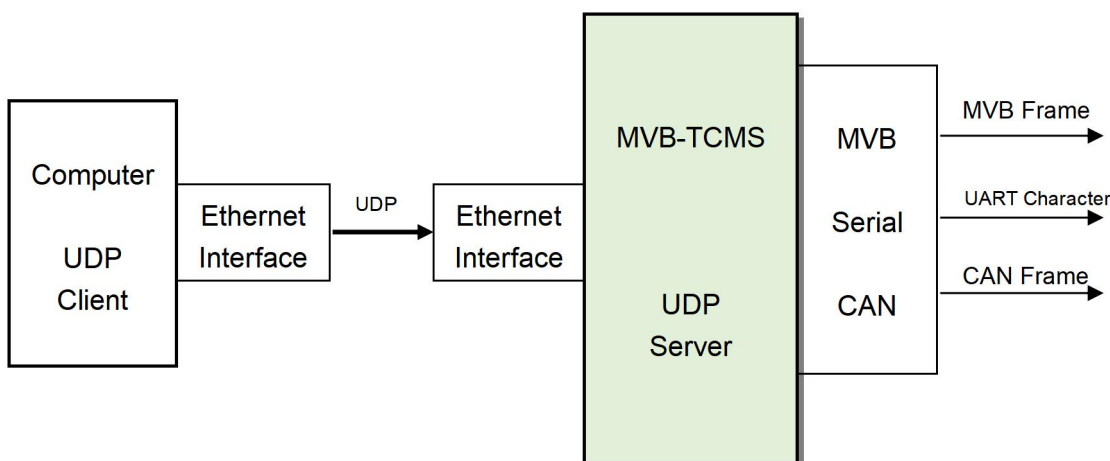 Computer
UDP
Client
Ethernet
Interface
UDP
Ethernet
Interface
MVB-TCMS
UDP
Server
MVB
Serial
CAN
MVB Frame
UART Character
CAN Frame